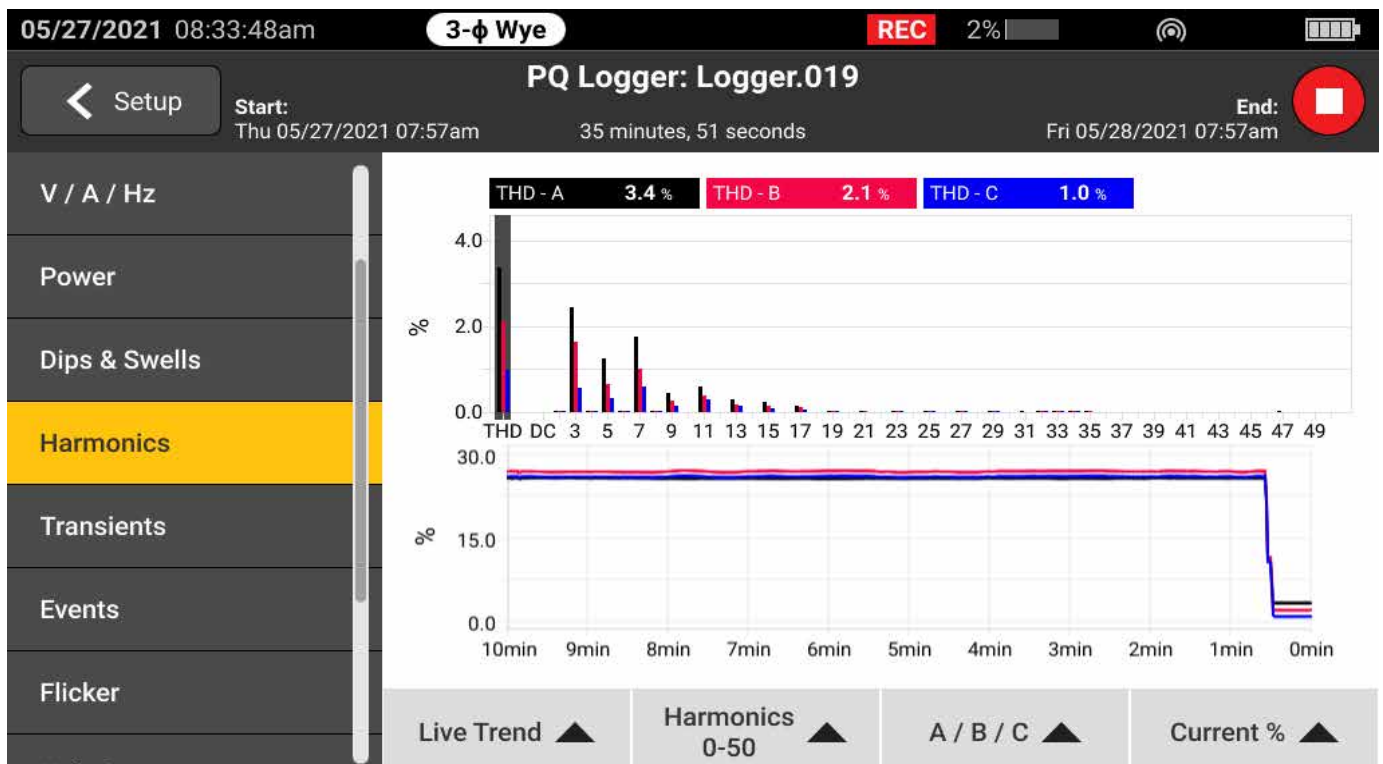 05/27/2021 08:33:48am 3-ϕ Wye REC 2%
PQ Logger: Logger.019
Setup
Start:
Thu 05/27/2021 07:57am
35 minutes, 51 seconds
End:
Fri 05/28/2021 07:57am
V / A / Hz
Power
Dips & Swells
Harmonics
Transients
Events
Flicker
THD - A 3.4 % THD - B 2.1 % THD - C 1.0 %
4.0
%
2.0
0.0
THD DC 3 5 7 9 11 13 15 17 19 21 23 25 27 29 31 33 35 37 39 41 43 45 47 49
30.0
%
15.0
0.0
10min 9min 8min 7min 6min 5min 4min 3min 2min 1min 0min
Live Trend
Harmonics
0-50
A / B / C
Current %